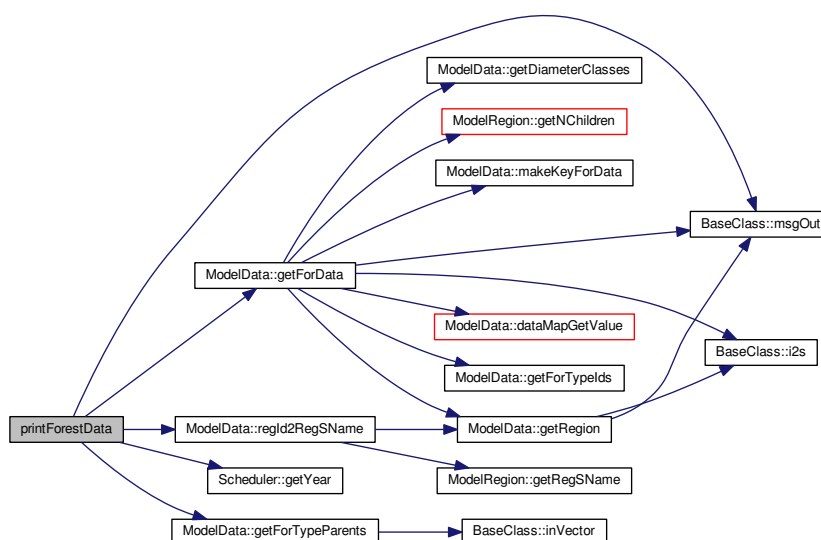 ModelData::getDiameterClasses
ModelRegion::getNChildren
ModelData::makeKeyForData
BaseClass::msgOut
ModelData::getForData
ModelData::dataMapGetValue
BaseClass::i2s
ModelData::getForTypeIds
printForestData
ModelData::regId2RegSName
ModelData::getRegion
Scheduler::getYear
ModelRegion::getRegSName
ModelData::getForTypeParents
BaseClass::inVector